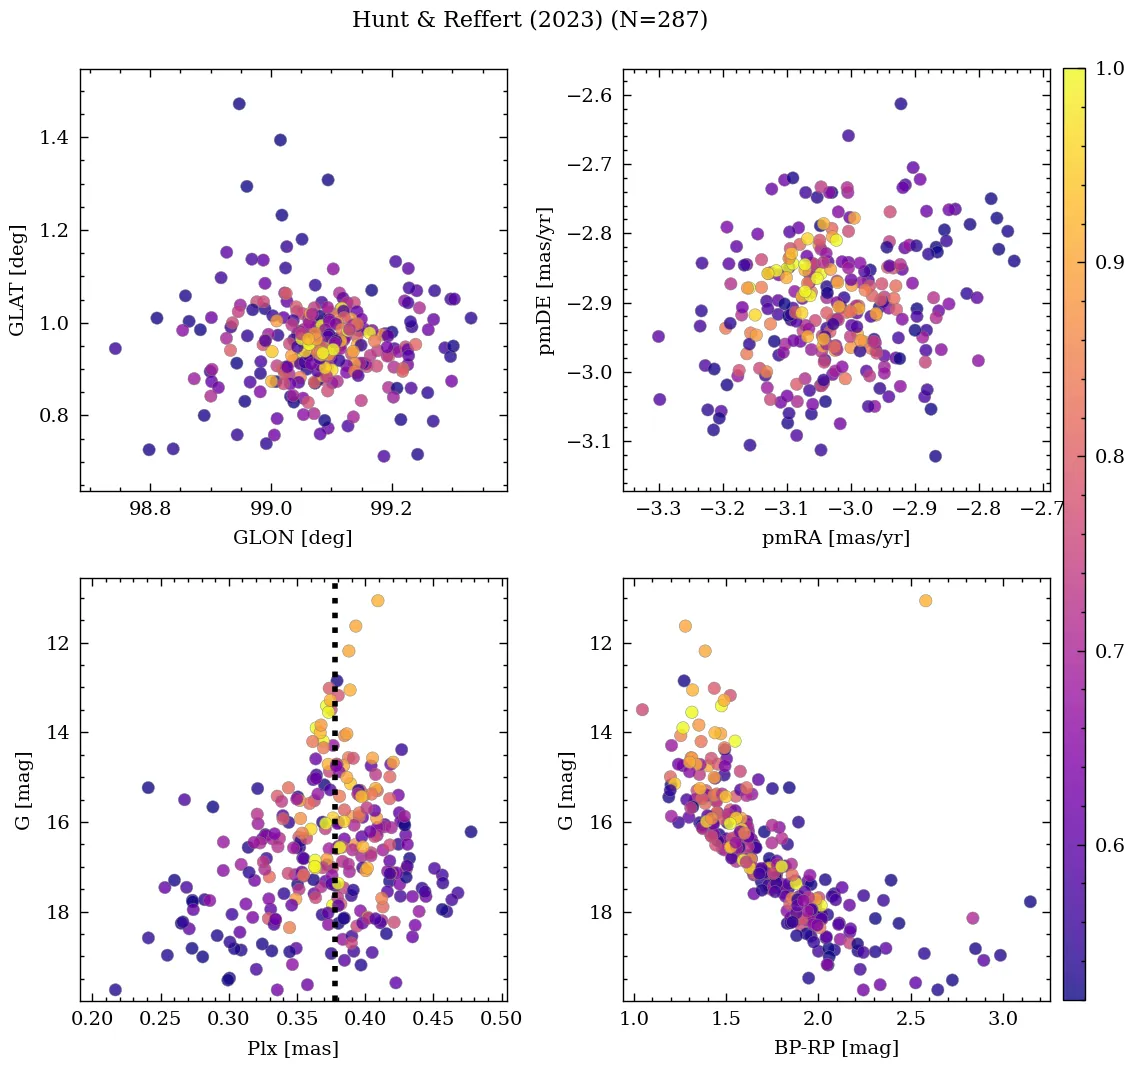 Hunt & Reffert (2023) (N=287)
1.4
1.2
1.0
0.8
GLAT [deg]
98.8 99.0 99.2
GLON [deg]
−2.6
−2.7
−2.8
−2.9
−3.0
−3.1
pmDE [mas/yr]
−3.3 −3.2 −3.1 −3.0 −2.9 −2.8 −2.7
pmRA [mas/yr]
1.0
0.9
0.8
0.7
0.6
12
14
16
18
G [mag]
0.20 0.25 0.30 0.35 0.40 0.45 0.50
Plx [mas]
12
14
16
18
G [mag]
1.0 1.5 2.0 2.5 3.0
BP-RP [mag]